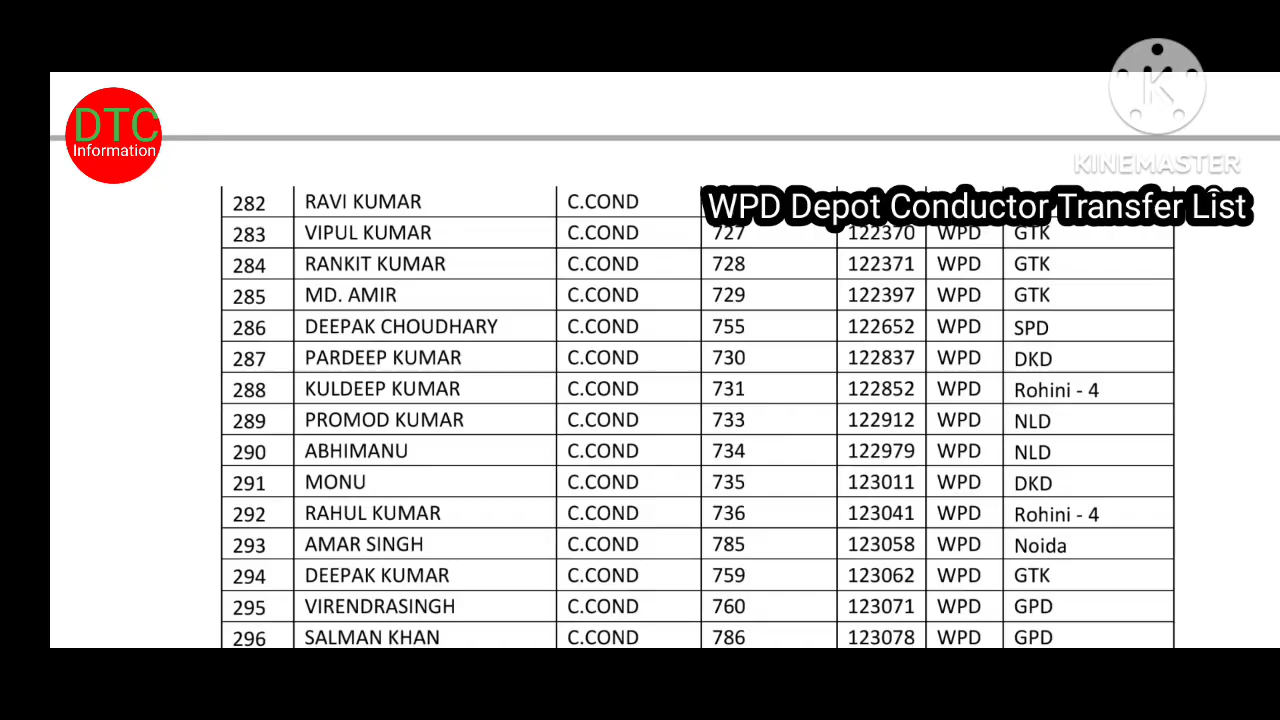 DTC
Information
KINEMASTER
WPD Depot Conductor Transfer List
282 RAVI KUMAR C.COND
283 VIPUL KUMAR C.COND 727 122370 WPD GTK
284 RANKIT KUMAR C.COND 728 122371 WPD GTK
285 MD. AMIR C.COND 729 122397 WPD GTK
286 DEEPAK CHOUDHARY C.COND 755 122652 WPD SPD
287 PARDEEP KUMAR C.COND 730 122837 WPD DKD
288 KULDEEP KUMAR C.COND 731 122852 WPD Rohini - 4
289 PROMOD KUMAR C.COND 733 122912 WPD NLD
290 ABHIMANU C.COND 734 122979 WPD NLD
291 MONU C.COND 735 123011 WPD DKD
292 RAHUL KUMAR C.COND 736 123041 WPD Rohini - 4
293 AMAR SINGH C.COND 785 123058 WPD Noida
294 DEEPAK KUMAR C.COND 759 123062 WPD GTK
295 VIRENDRASINGH C.COND 760 123071 WPD GPD
296 SALMAN KHAN C.COND 786 123078 WPD GPD